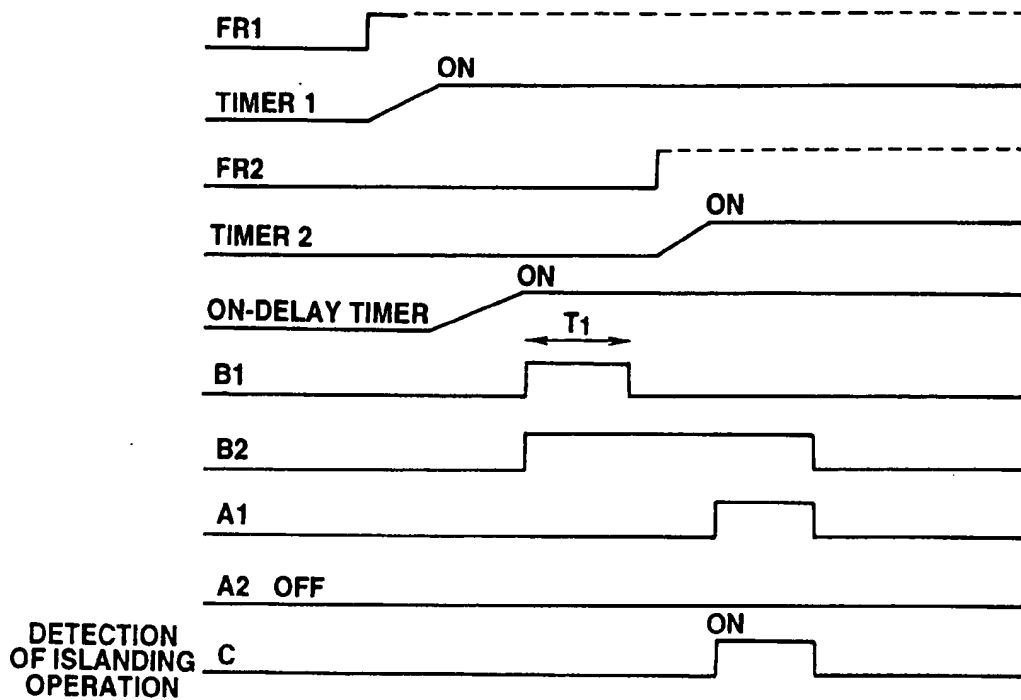 FR1
ON
TIMER 1
FR2
ON
TIMER 2
ON
ON-DELAY TIMER
T1
B1
B2
A1
A2 OFF
ON
DETECTION
OF ISLANDING
OPERATION
C